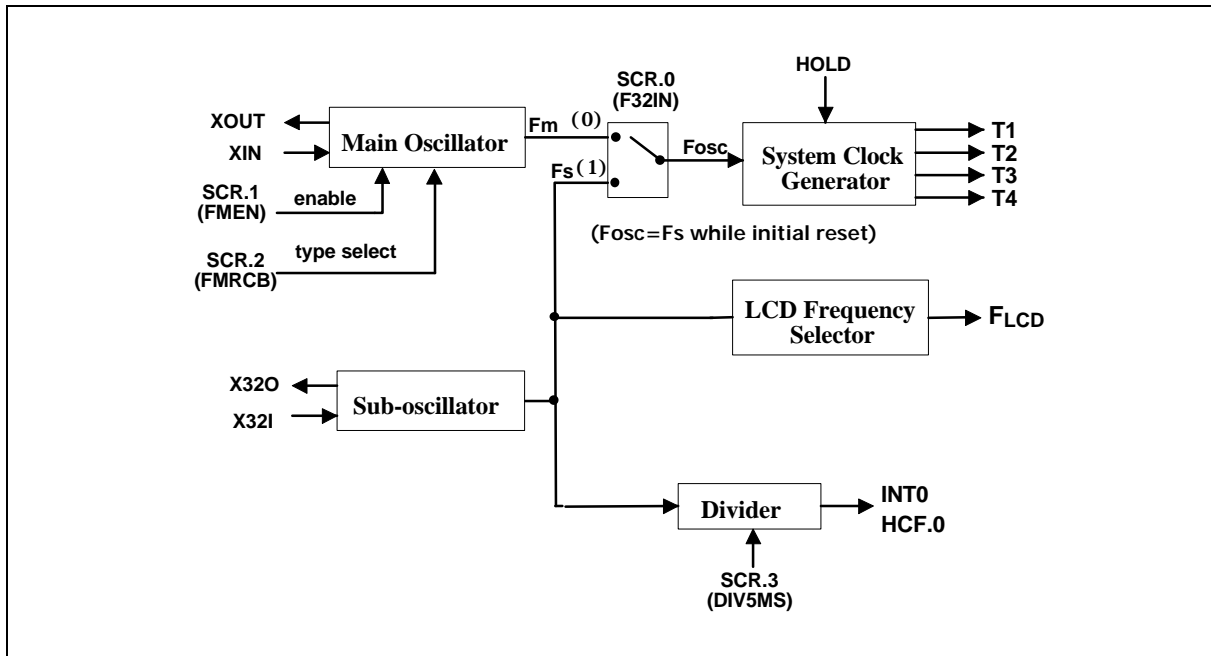 HOLD
SCR.0
(F32IN)
XOUT
XIN
Main Oscillator
Fm (0)
Fosc
System Clock
Generator
T1
T2
T3
T4
Fs(1)
SCR.1
(FMEN)
enable
(Fosc=Fs while initial reset)
SCR.2
(FMRCB)
type select
LCD Frequency
Selector
FLCD
X32O
X32I
Sub-oscillator
Divider
INT0
HCF.0
SCR.3
(DIV5MS)